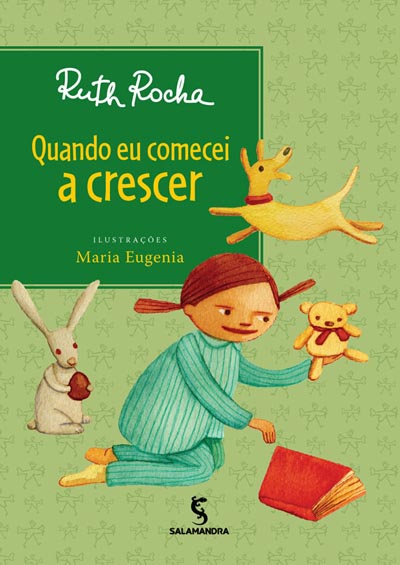 Ruth Rocha
Quando eu comecei
a crescer
ILUSTRAÇÕES
Maria Eugenia
SALAMANDRA